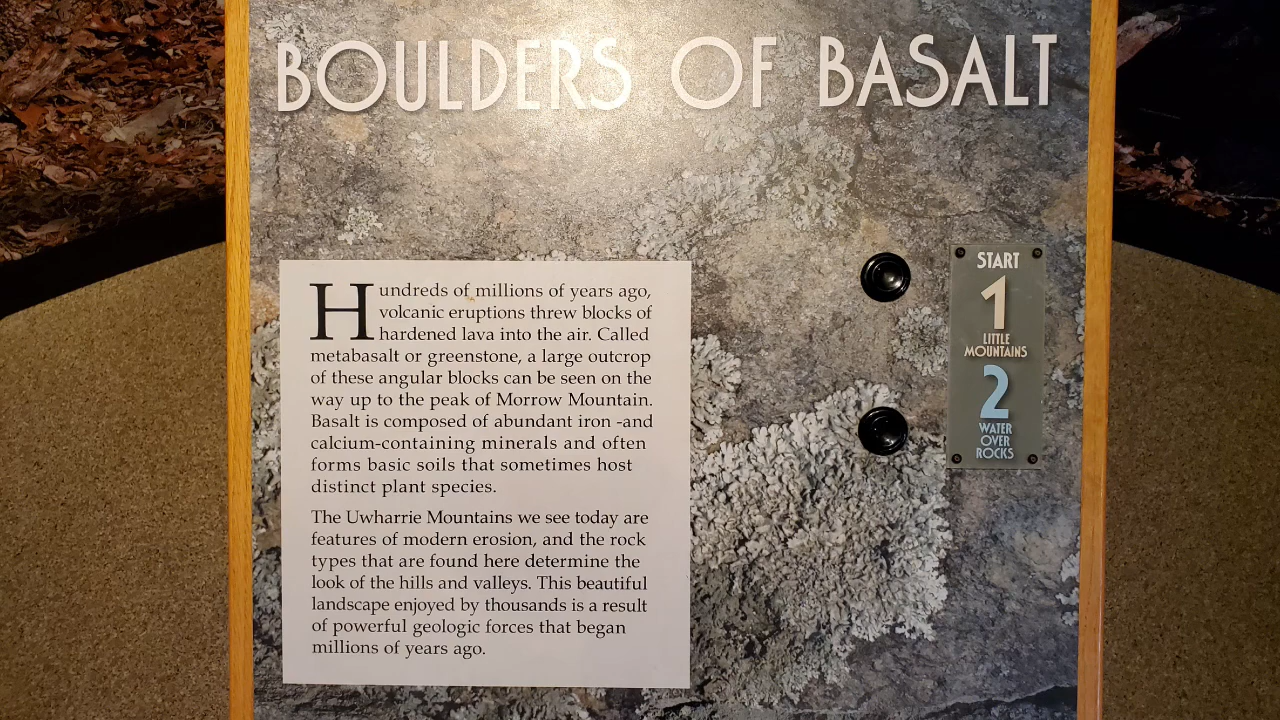 BOULDERS OF BASALT
Hundreds of millions of years ago,
volcanic eruptions threw blocks of
hardened lava into the air. Called
metabasalt or greenstone, a large outcrop
of these angular blocks can be seen on the
way up to the peak of Morrow Mountain.
Basalt is composed of abundant iron -and
calcium-containing minerals and often
forms basic soils that sometimes host
distinct plant species.
The Uwharrie Mountains we see today are
features of modern erosion, and the rock
types that are found here determine the
look of the hills and valleys. This beautiful
landscape enjoyed by thousands is a result
of powerful geologic forces that began
millions of years ago.
START
1
LITTLE
MOUNTAINS
2
WATER
OVER
ROCKS